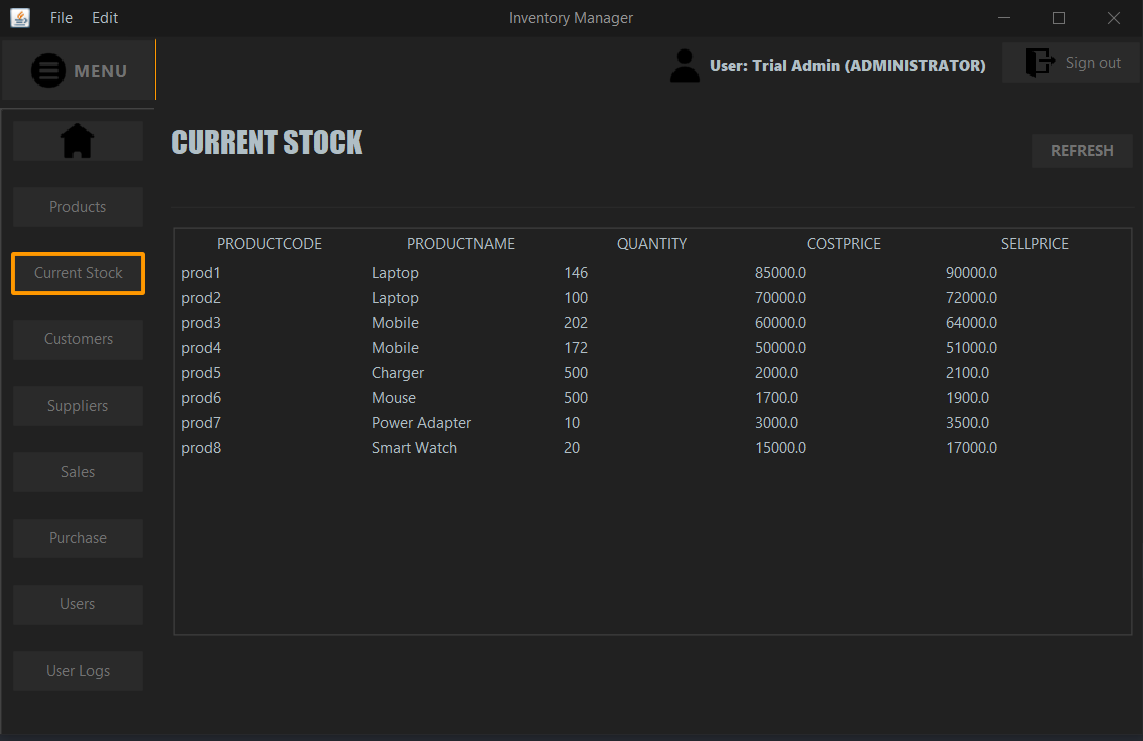 File Edit Inventory Manager
MENU User: Trial Admin (ADMINISTRATOR) Sign out
CURRENT STOCK
REFRESH
Products
Current Stock
Customers
Suppliers
Sales
Purchase
Users
User Logs
PRODUCTCODE PRODUCTNAME QUANTITY COSTPRICE SELLPRICE
prod1 Laptop 146 85000.0 90000.0
prod2 Laptop 100 70000.0 72000.0
prod3 Mobile 202 60000.0 64000.0
prod4 Mobile 172 50000.0 51000.0
prod5 Charger 500 2000.0 2100.0
prod6 Mouse 500 1700.0 1900.0
prod7 Power Adapter 10 3000.0 3500.0
prod8 Smart Watch 20 15000.0 17000.0